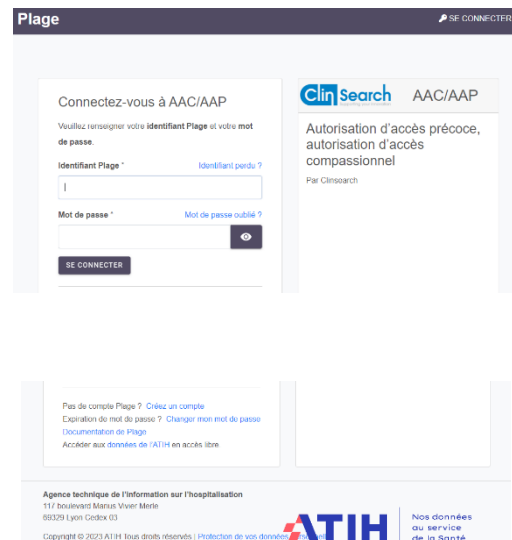 Plage
SE CONNECTER
Connectez-vous à AAC/AAP
Veuillez renseigner votre identifiant Plage et votre mot
de passe.
Identifiant Plage *
Identifiant perdu ?
Mot de passe *
Mot de passe oublié ?
SE CONNECTER
ClinSearch
AAC/AAP
Autorisation d'accès précoce,
autorisation d'accès
compassionnel
Par Clinsearch
Pas de compte Plage ? Créez un compte
Expiration de mot de passe ? Changer mon mot de passe
Documentation de Plage
Accéder aux données de l'ATIH en accès libre
Agence technique de l'information sur l'hospitalisation
117 boulevard Marius Vivier Merle
69329 Lyon Cedex 03
Copyright © 2023 ATIH Tous droits réservés | Protection de vos données
ATIH
Nos données
au service
de la Santé